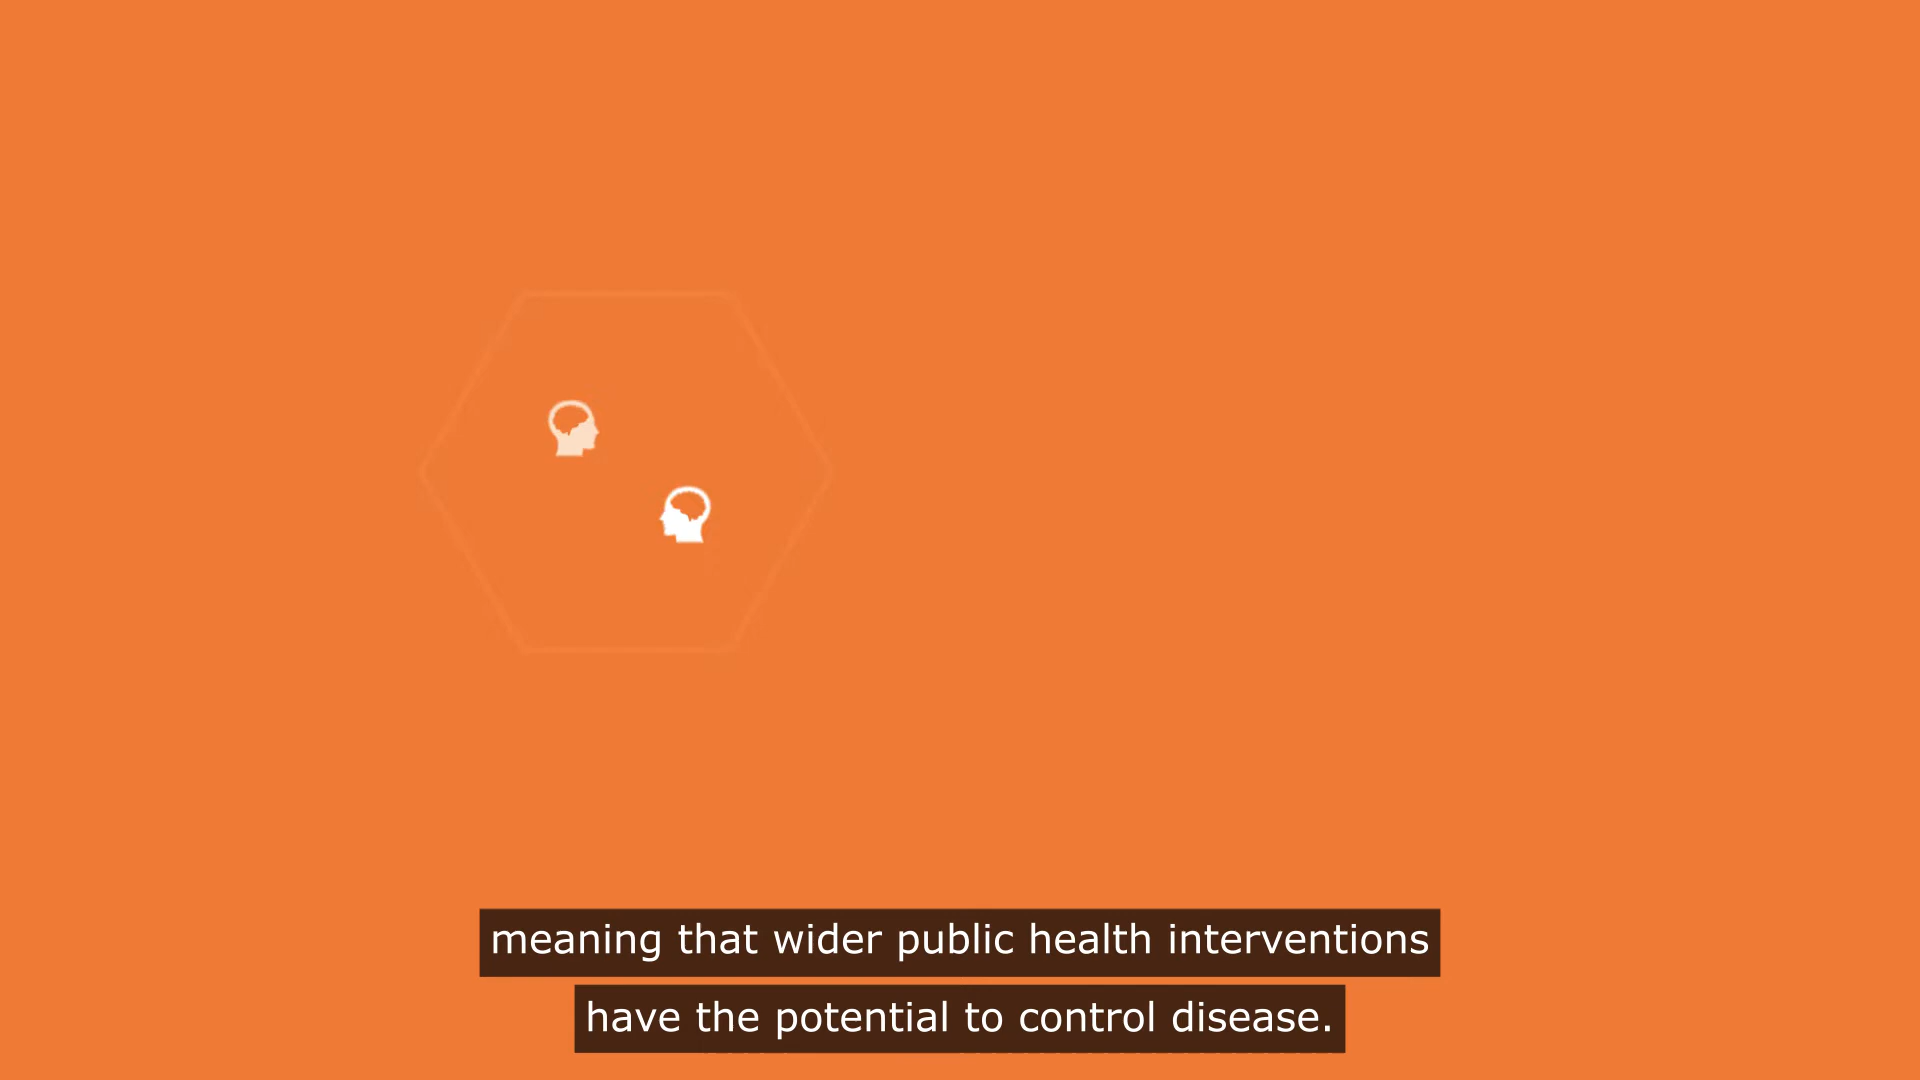 meaning that wider public health interventions
have the potential to control disease.